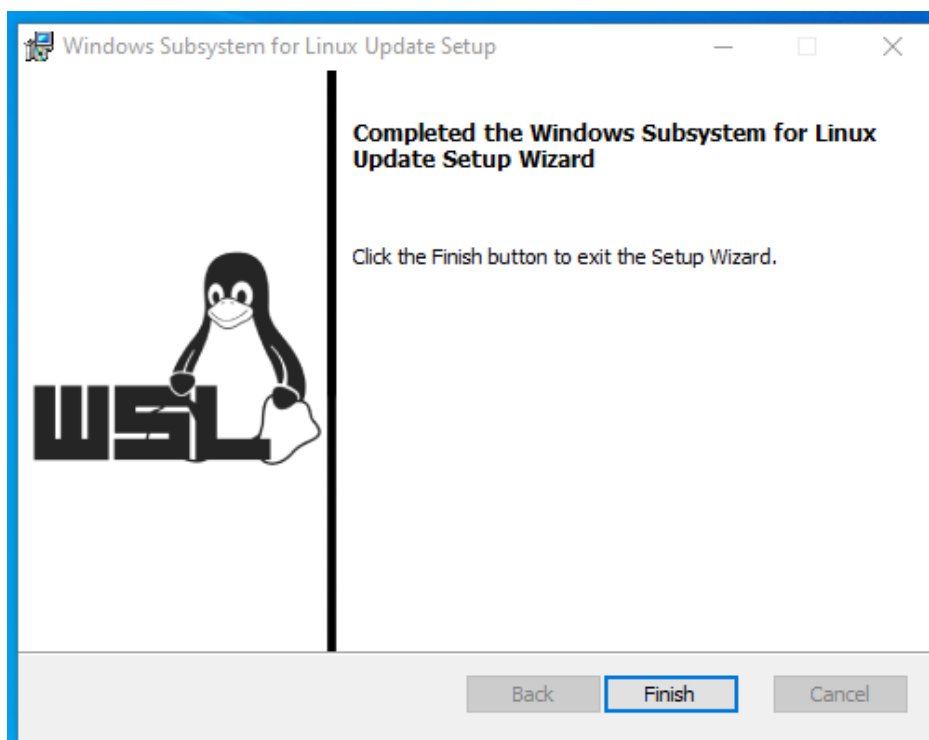 Windows Subsystem for Linux Update Setup
Completed the Windows Subsystem for Linux
Update Setup Wizard
Click the Finish button to exit the Setup Wizard.
WSL
Back Finish Cancel